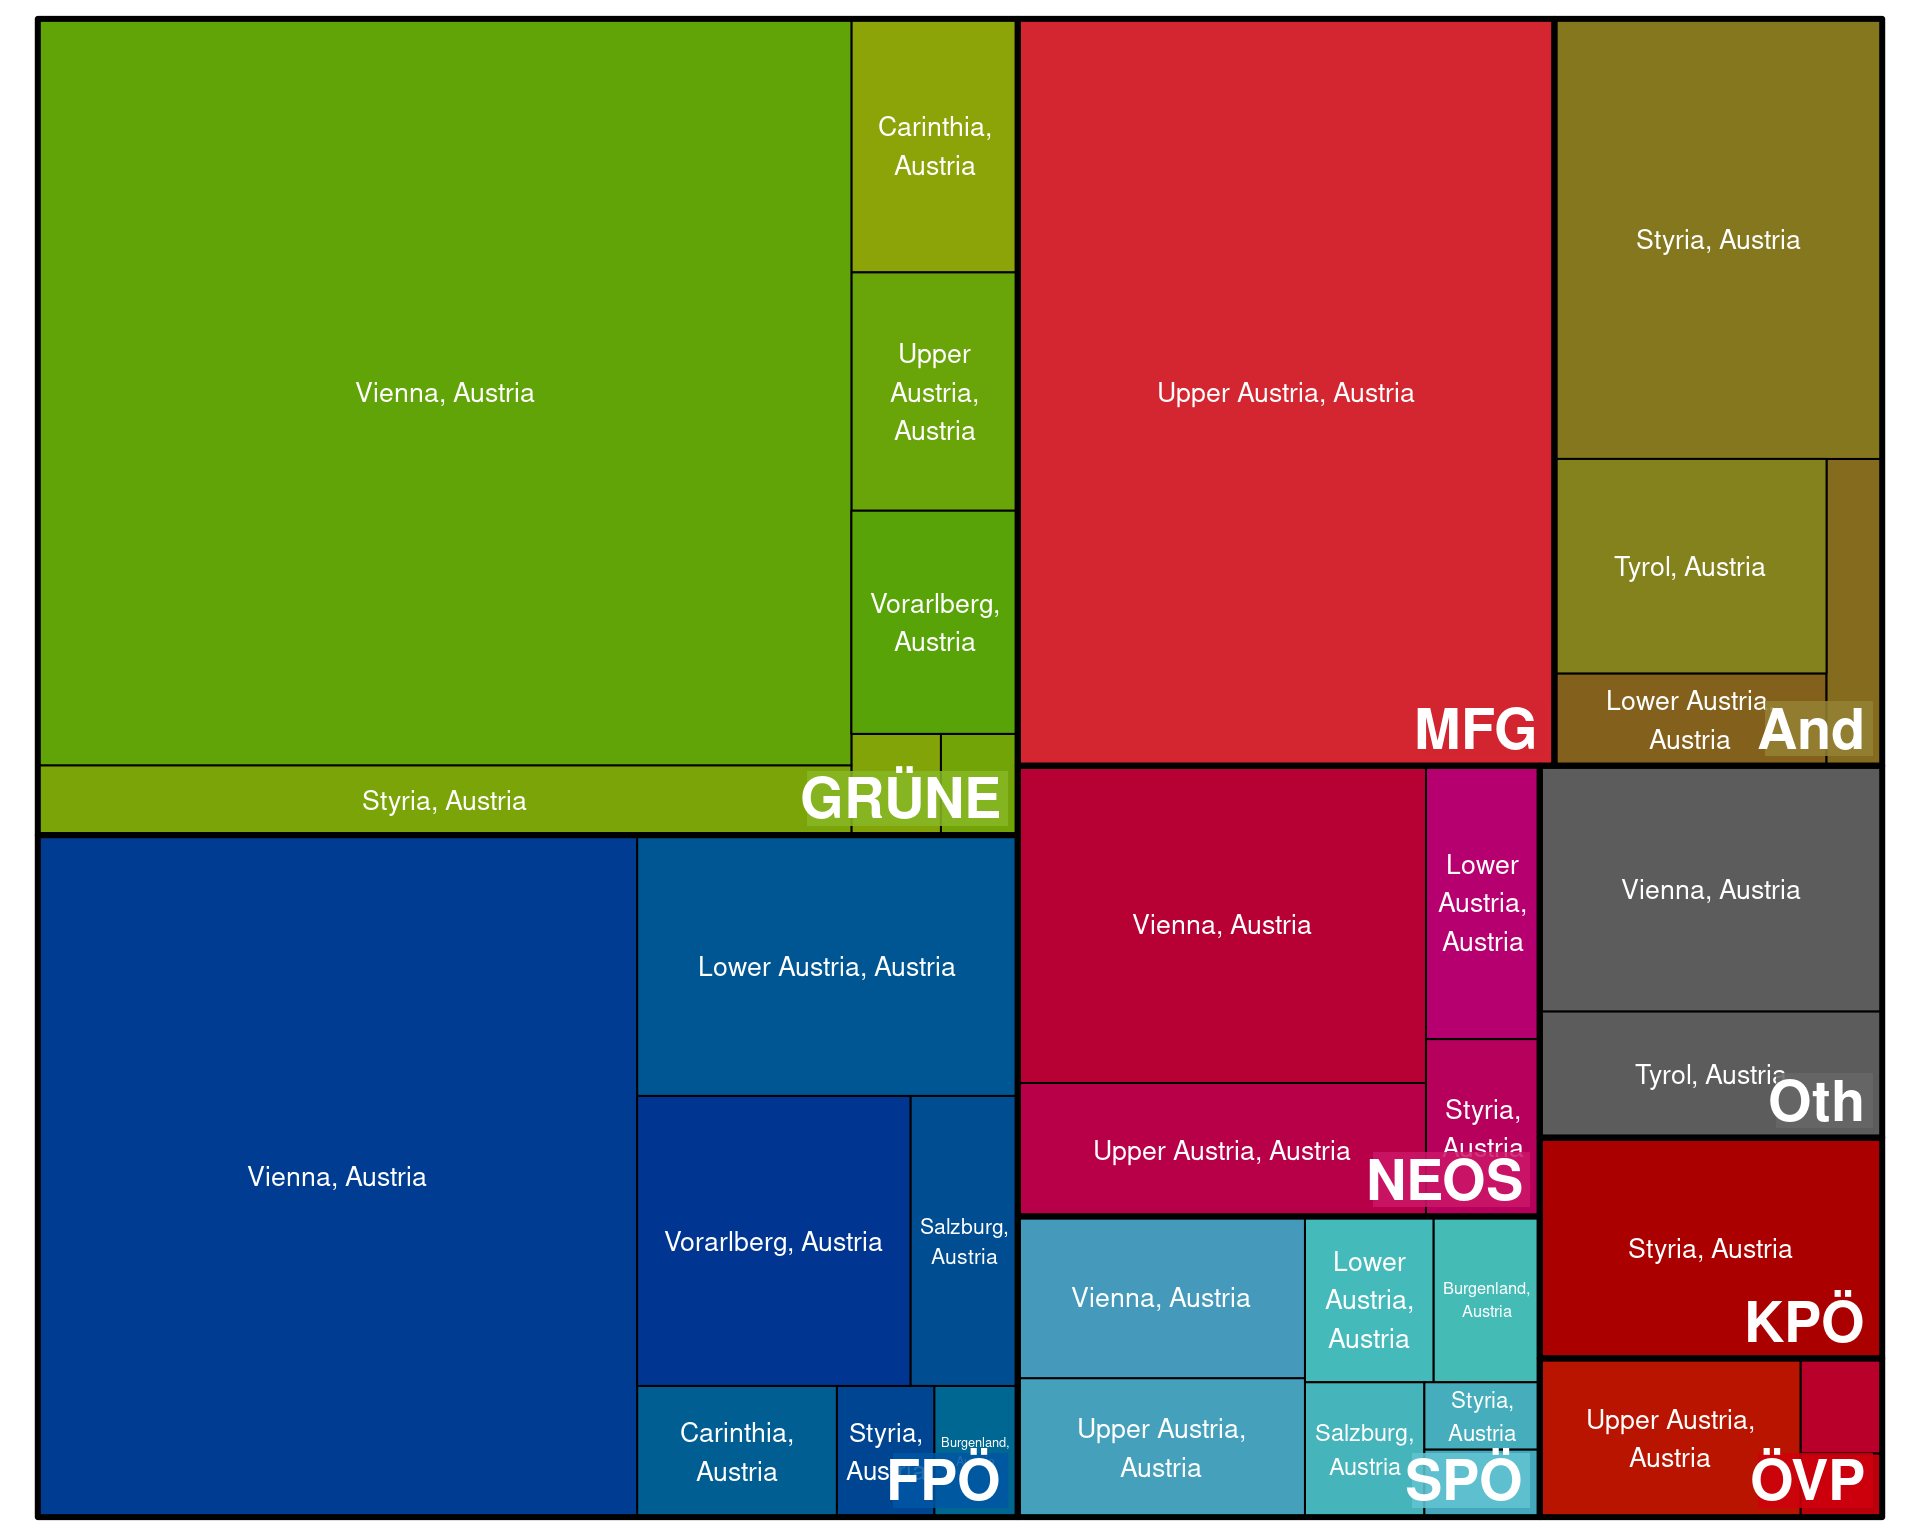 Vienna, Austria
Carinthia,
Austria
Upper
Austria,
Austria
Vorarlberg,
Austria
Styria, Austria
GRÜNE
Upper Austria, Austria
MFG
Styria, Austria
Tyrol, Austria
Lower Austria
Austria
And
Vienna, Austria
Lower Austria, Austria
Vorarlberg, Austria
Salzburg,
Austria
Carinthia,
Austria
Styria,
Burgenland,
FPÖ
Vienna, Austria
Lower
Austria,
Austria
Upper Austria, Austria
Styria,
Austria
NEOS
Vienna, Austria
Tyrol, Austria
Oth
Vienna, Austria
Lower
Austria,
Austria
Burgenland,
Austria
Upper Austria,
Austria
Salzburg,
Austria
Styria,
Austria
SPÖ
Styria, Austria
KPÖ
Upper Austria,
Austria
ÖVP